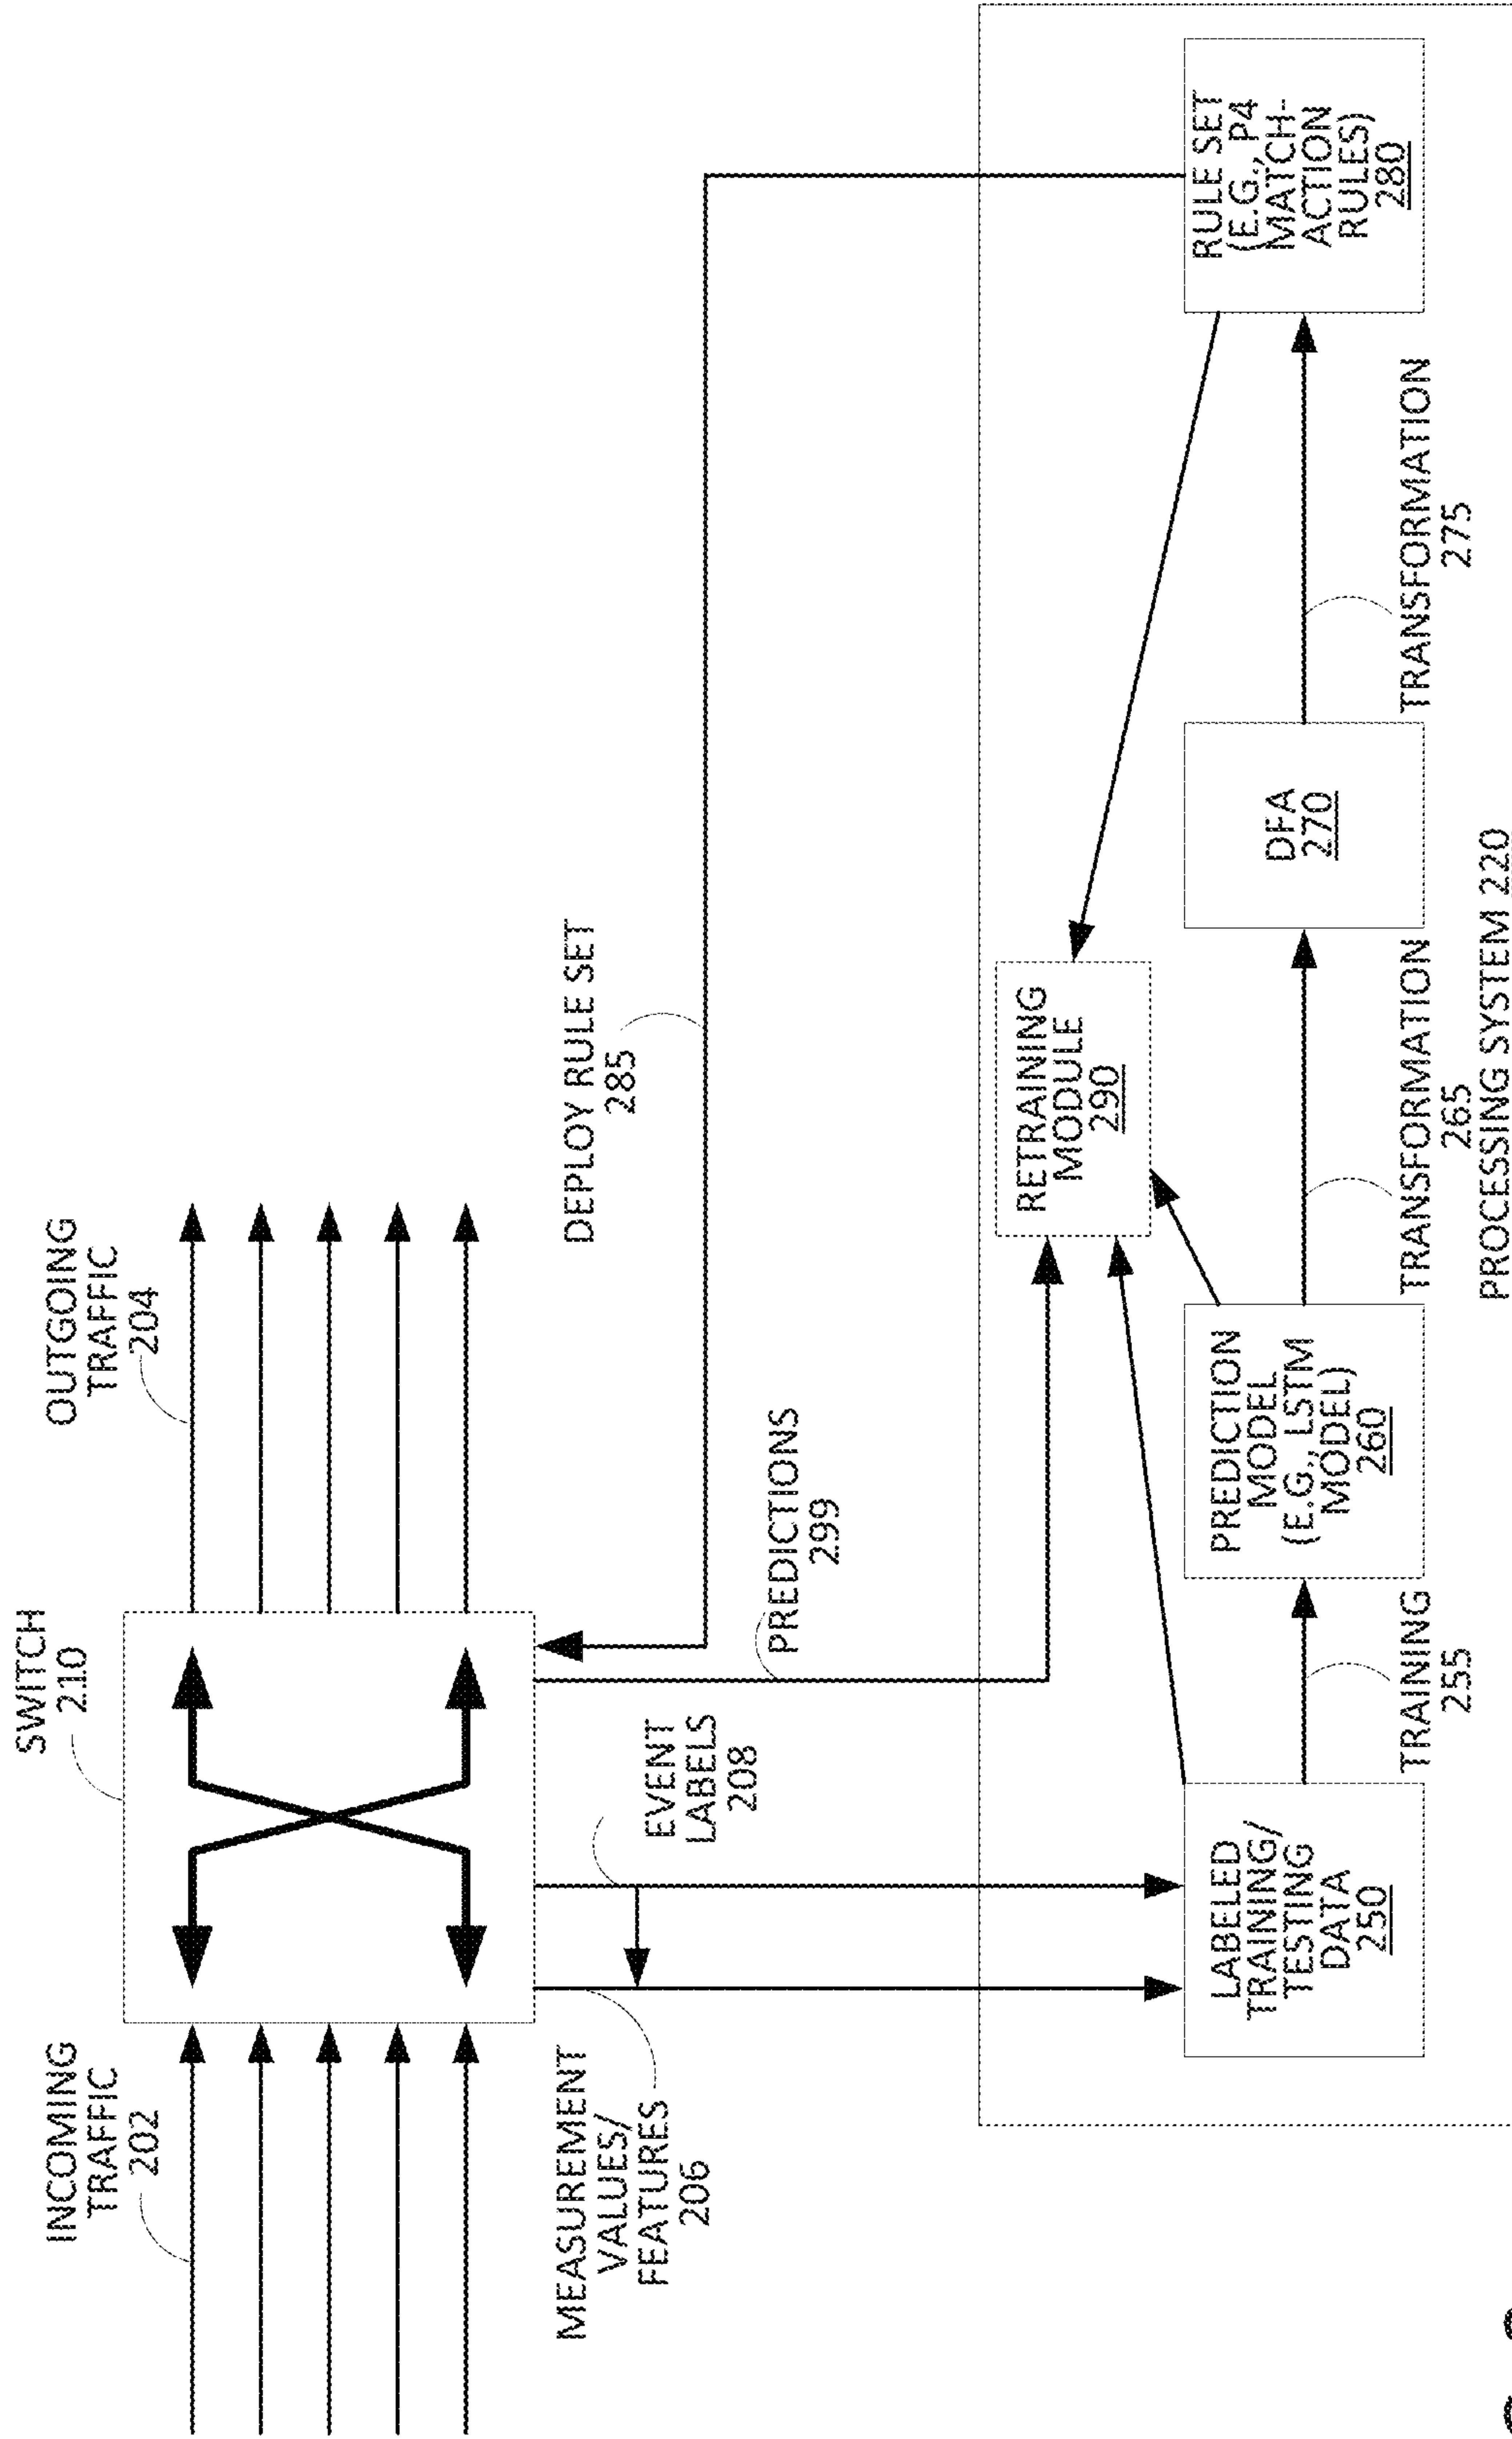 SWITCH
210
INCOMING
TRAFFIC
202
OUTGOING
TRAFFIC
204
MEASUREMENT
VALUES/
FEATURES
206
EVENT
LABELS
208
PREDICTIONS
299
DEPLOY RULE SET
285
RETRAINING
MODULE
290
LABELED
TRAINING/
TESTING
DATA
250
TRAINING
255
PREDICTION
MODEL
(E.G., LSTM
MODEL)
260
TRANSFORMATION
265
DFA
270
TRANSFORMATION
275
RULE SET
(E.G., P4
MATCH-
ACTION
RULES)
280
PROCESSING SYSTEM 220